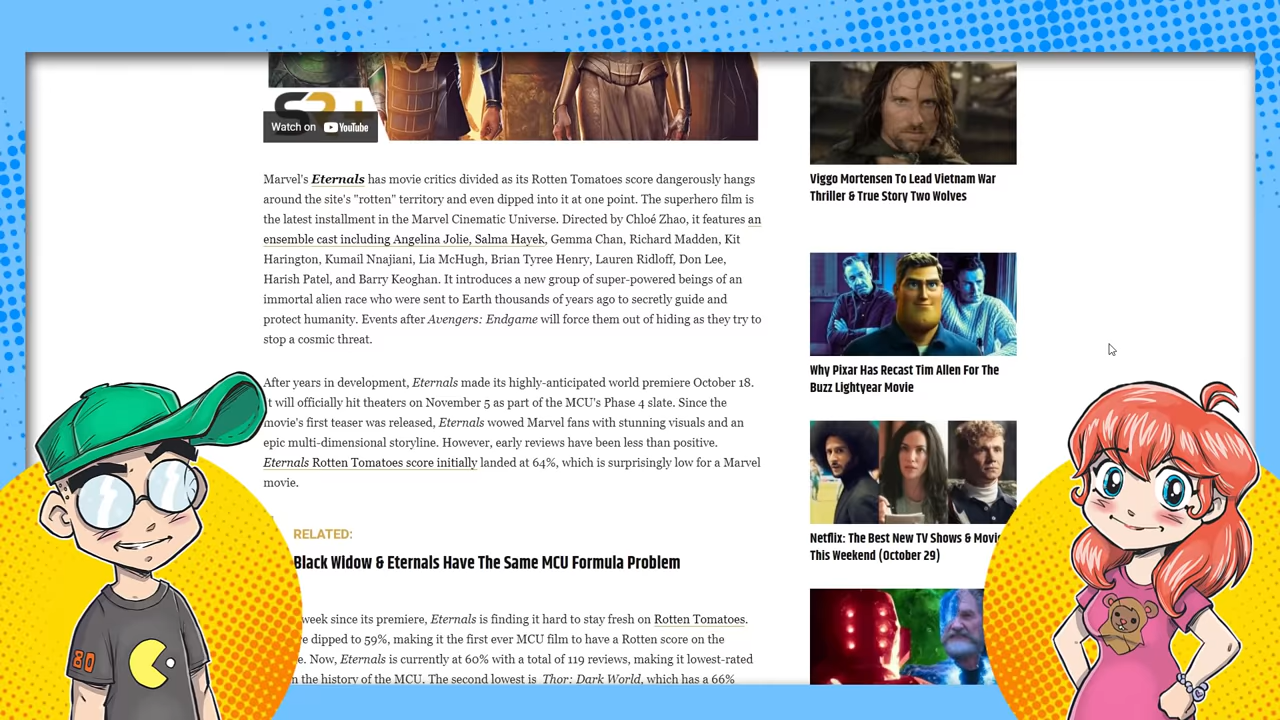 SR+
Watch on YouTube
Marvel's Eternals has movie critics divided as its Rotten Tomatoes score dangerously hangs
around the site's "rotten" territory and even dipped into it at one point. The superhero film is
the latest installment in the Marvel Cinematic Universe. Directed by Chloé Zhao, it features an
ensemble cast including Angelina Jolie, Salma Hayek, Gemma Chan, Richard Madden, Kit
Harington, Kumail Nnajiani, Lia McHugh, Brian Tyree Henry, Lauren Ridloff, Don Lee,
Harish Patel, and Barry Keoghan. It introduces a new group of super-powered beings of an
immortal alien race who were sent to Earth thousands of years ago to secretly guide and
protect humanity. Events after Avengers: Endgame will force them out of hiding as they try to
stop a cosmic threat.
After years in development, Eternals made its highly-anticipated world premiere October 18.
It will officially hit theaters on November 5 as part of the MCU's Phase 4 slate. Since the
movie's first teaser was released, Eternals wowed Marvel fans with stunning visuals and an
epic multi-dimensional storyline. However, early reviews have been less than positive.
Eternals Rotten Tomatoes score initially landed at 64%, which is surprisingly low for a Marvel
movie.
RELATED:
Black Widow & Eternals Have The Same MCU Formula Problem
week since its premiere, Eternals is finding it hard to stay fresh on Rotten Tomatoes.
dipped to 59%, making it the first ever MCU film to have a Rotten score on the
Now, Eternals is currently at 60% with a total of 119 reviews, making it lowest-rated
the history of the MCU. The second lowest is Thor: Dark World, which has a 66%
Viggo Mortensen To Lead Vietnam War
Thriller & True Story Two Wolves
Why Pixar Has Recast Tim Allen For The
Buzz Lightyear Movie
Netflix: The Best New TV Shows & Movie
This Weekend (October 29)
80